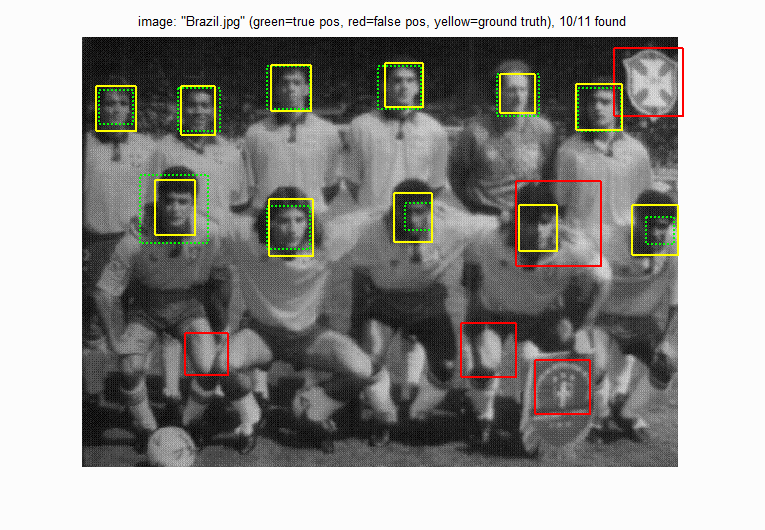 image: "Brazil.jpg" (green=true pos, red=false pos, yellow=ground truth), 10/11 found